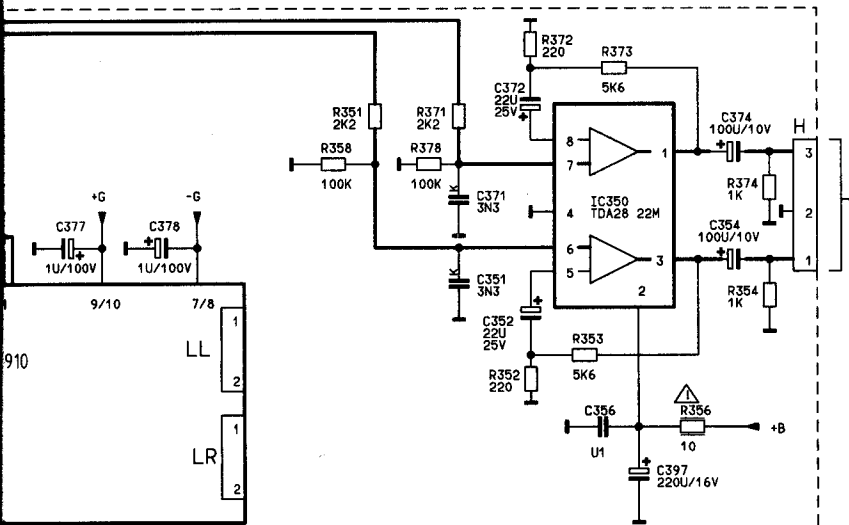 R372
220
R373
5K6
C372
22U
25V
+
R351
2K2
R371
2K2
C374
100U/10V
+
H
8
7
1
3
R358
100K
R378
100K
K
C371
3N3
R374
1K
IC350
TDA28 22M
4
2
+G
-G
C377
+
1U/100V
C378
+
1U/100V
C354
100U/10V
+
6
5
3
1
K
C351
3N3
2
R354
1K
9/10
7/8
+
C352
22U
25V
1
LL
2
910
R353
5K6
R352
220
C356
U1
R356
10
+B
1
LR
2
+
C397
220U/16V
!